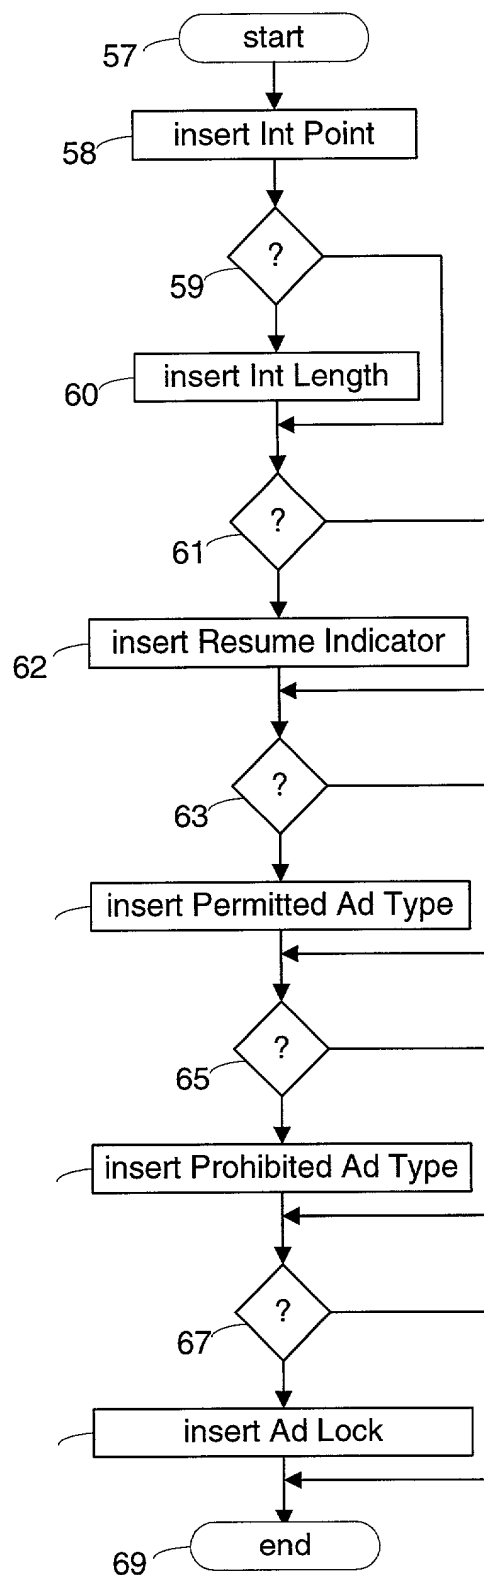 start
57
insert Int Point
58
?
59
insert Int Length
60
?
61
insert Resume Indicator
62
?
63
insert Permitted Ad Type
?
65
insert Prohibited Ad Type
?
67
insert Ad Lock
end
69